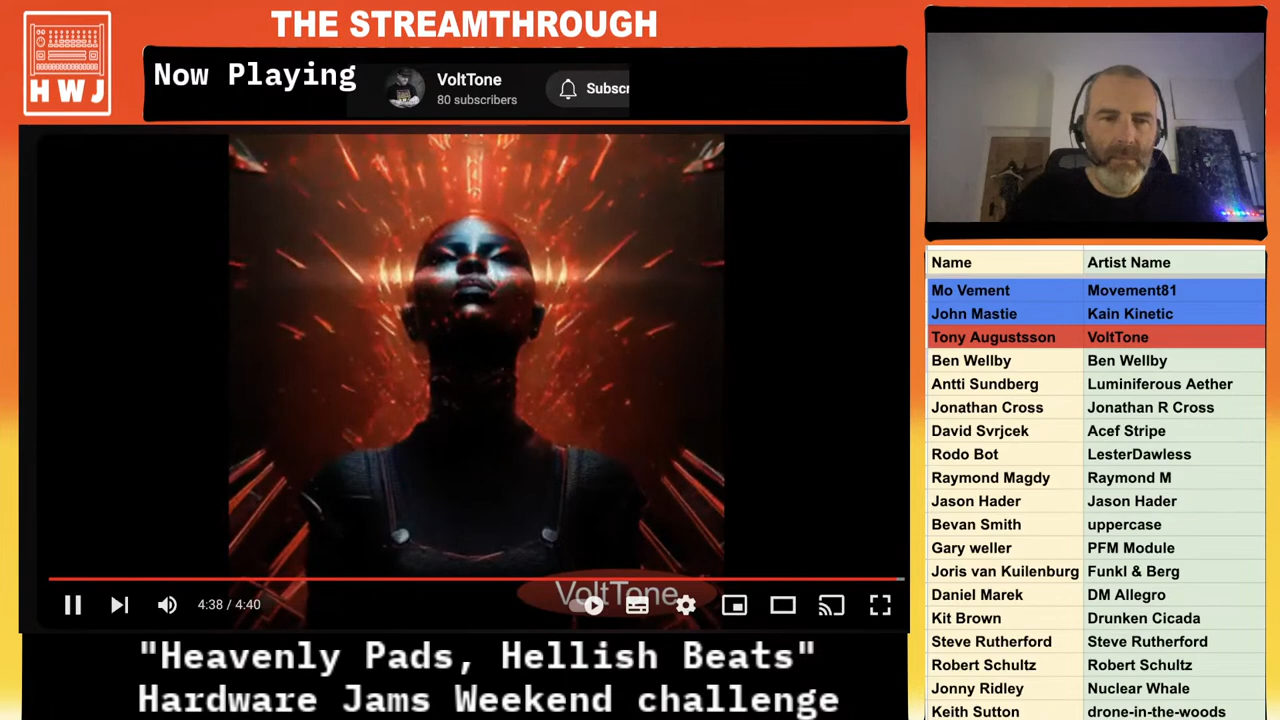 THE STREAMTHROUGH
HWJ
Now Playing
VoltTone
80 subscribers
Subscr
VoltTone
4:38 / 4:40
"Heavenly Pads, Hellish Beats"
Hardware Jams Weekend challenge
Name Artist Name
Mo Vement Movement81
John Mastie Kain Kinetic
Tony Augustsson VoltTone
Ben Wellby Ben Wellby
Antti Sundberg Luminiferous Aether
Jonathan Cross Jonathan R Cross
David Svrjcek Acef Stripe
Rodo Bot LesterDawless
Raymond Magdy Raymond M
Jason Hader Jason Hader
Bevan Smith uppercase
Gary weller PFM Module
Joris van Kuilenburg Funkl & Berg
Daniel Marek DM Allegro
Kit Brown Drunken Cicada
Steve Rutherford Steve Rutherford
Robert Schultz Robert Schultz
Jonny Ridley Nuclear Whale
Keith Sutton drone-in-the-woods